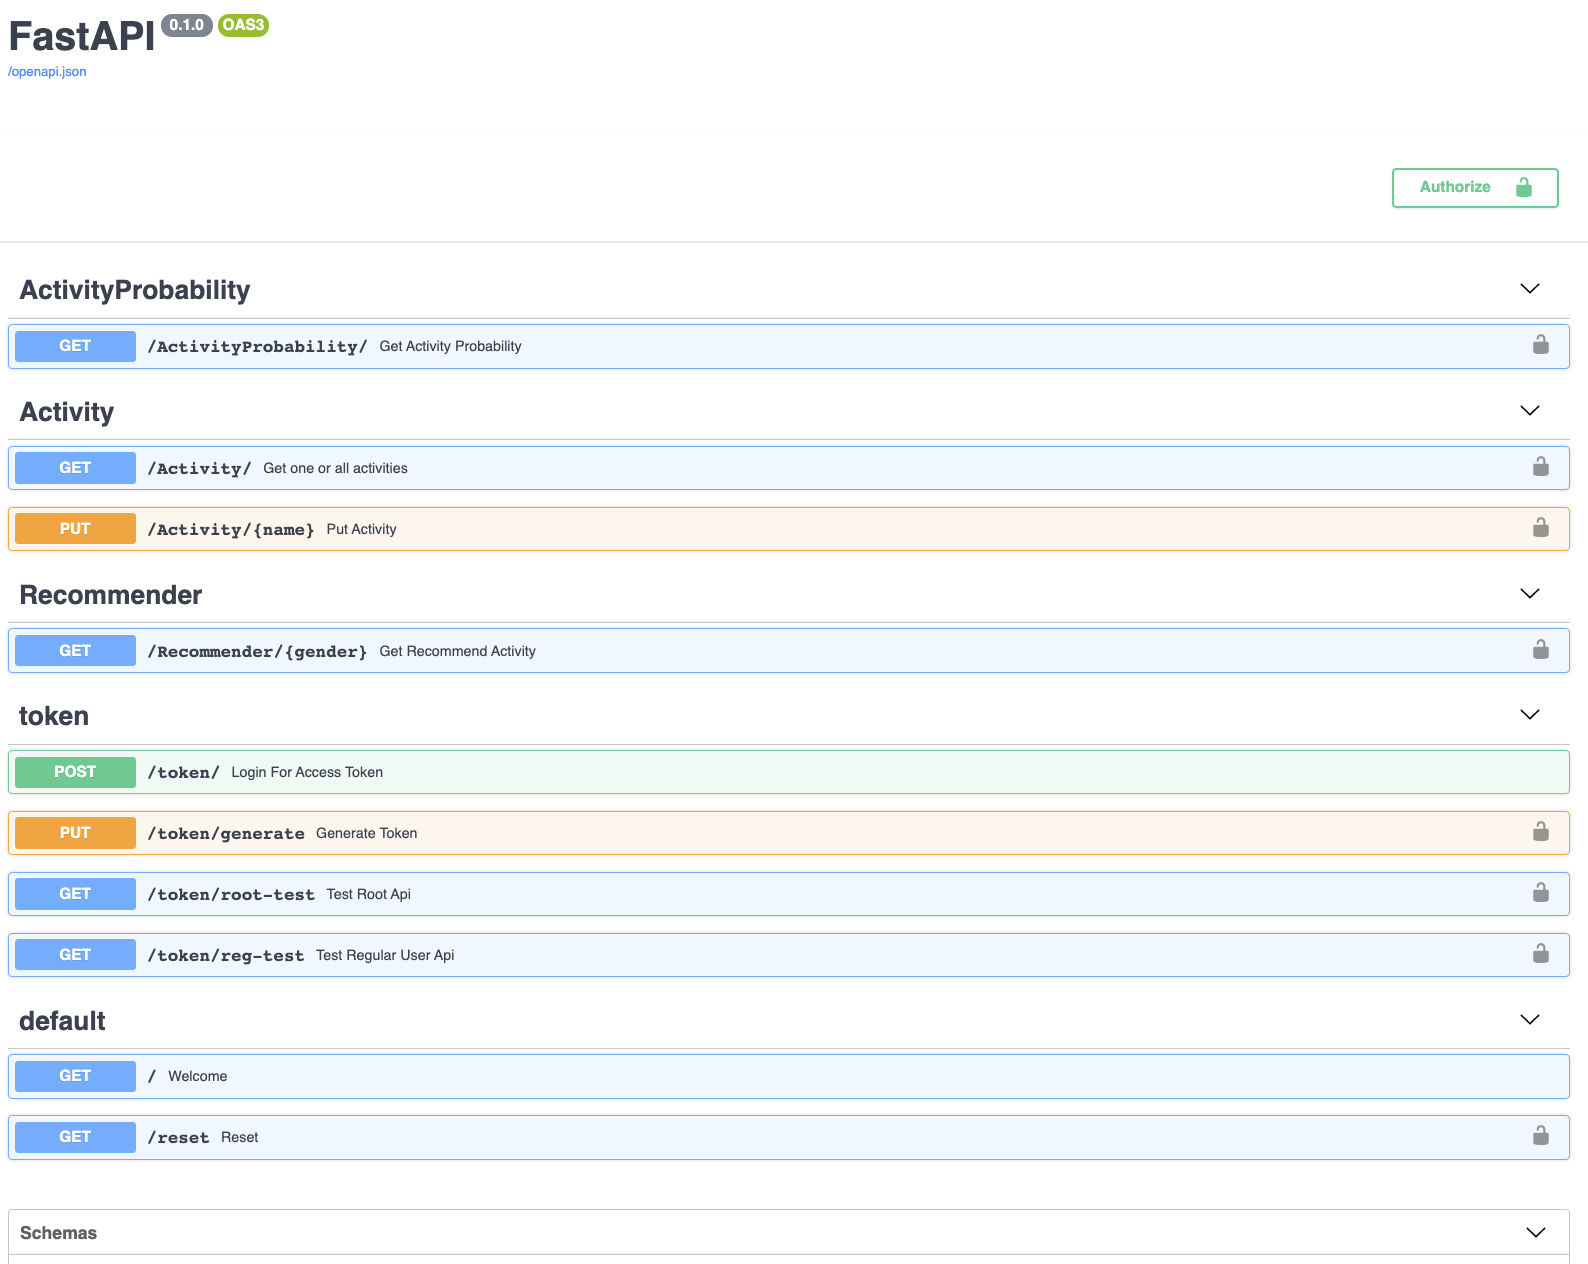 FastAPI 0.1.0 OAS3
/openapi.json
Authorize
ActivityProbability
GET /ActivityProbability/ Get Activity Probability
Activity
GET /Activity/ Get one or all activities
PUT /Activity/{name} Put Activity
Recommender
GET /Recommender/{gender} Get Recommend Activity
token
POST /token/ Login For Access Token
PUT /token/generate Generate Token
GET /token/root-test Test Root Api
GET /token/reg-test Test Regular User Api
default
GET / Welcome
GET /reset Reset
Schemas